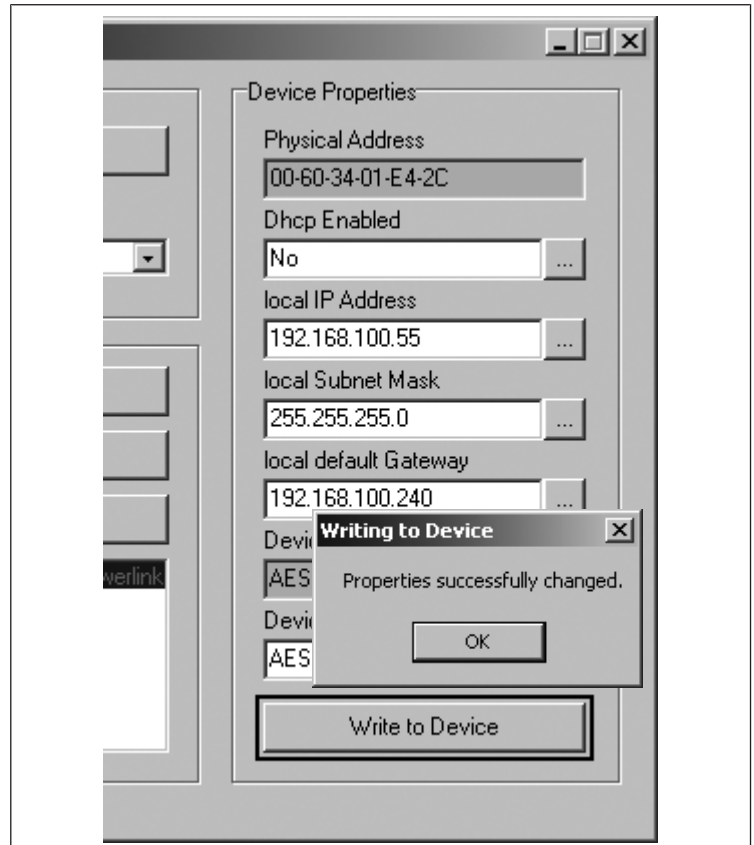 Device Properties
Physical Address
00-60-34-01-E4-2C
Dhcp Enabled
No
...
local IP Address
192.168.100.55
...
local Subnet Mask
255.255.255.0
...
local default Gateway
192.168.100.240
...
Writing to Device
Properties successfully changed.
OK
AES
AES
Write to Device